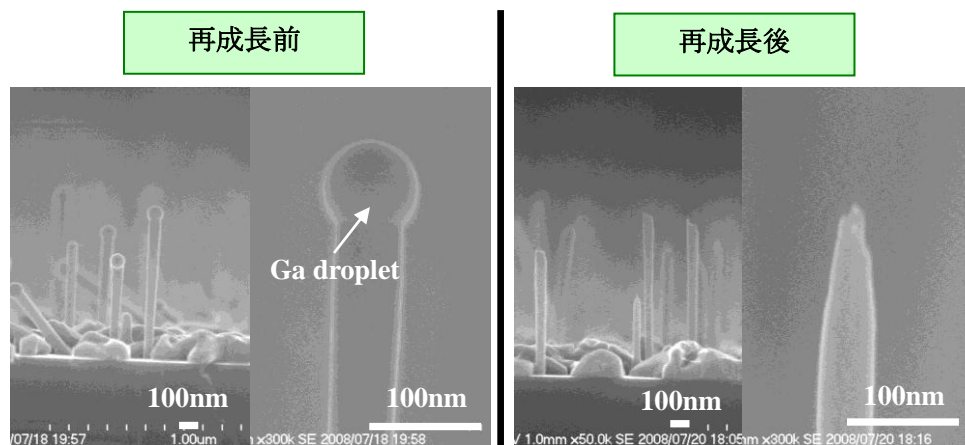 再成長前
再成長後
Ga droplet
100nm
100nm
100nm
100nm
/07/18 19:57
1.00um
x300k SE 2008/07/18 19:58
V 1.0mm x50.0k SE 2008/07/20 18:05
nm x300k SE 2008/07/20 18:16